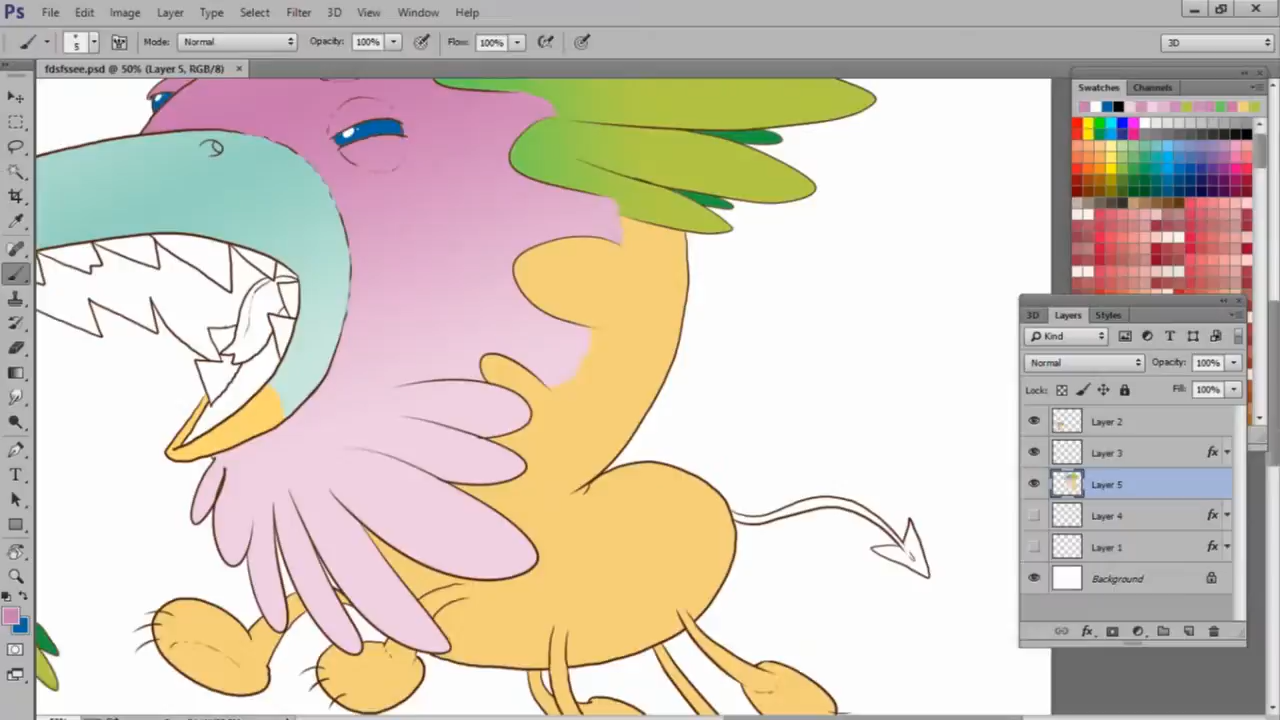 Ps File Edit Image Layer Type Select Filter 3D View Window Help
5 Mode: Normal Opacity: 100% Flow: 100% 3D
fdsfssee.psd @ 50% (Layer 5, RGB/8) ×
Swatches Channels
3D Layers Styles
Kind
Normal Opacity: 100%
Lock: Fill: 100%
Layer 2
Layer 3 fx
Layer 5
Layer 4 fx
Layer 1 fx
Background
fx